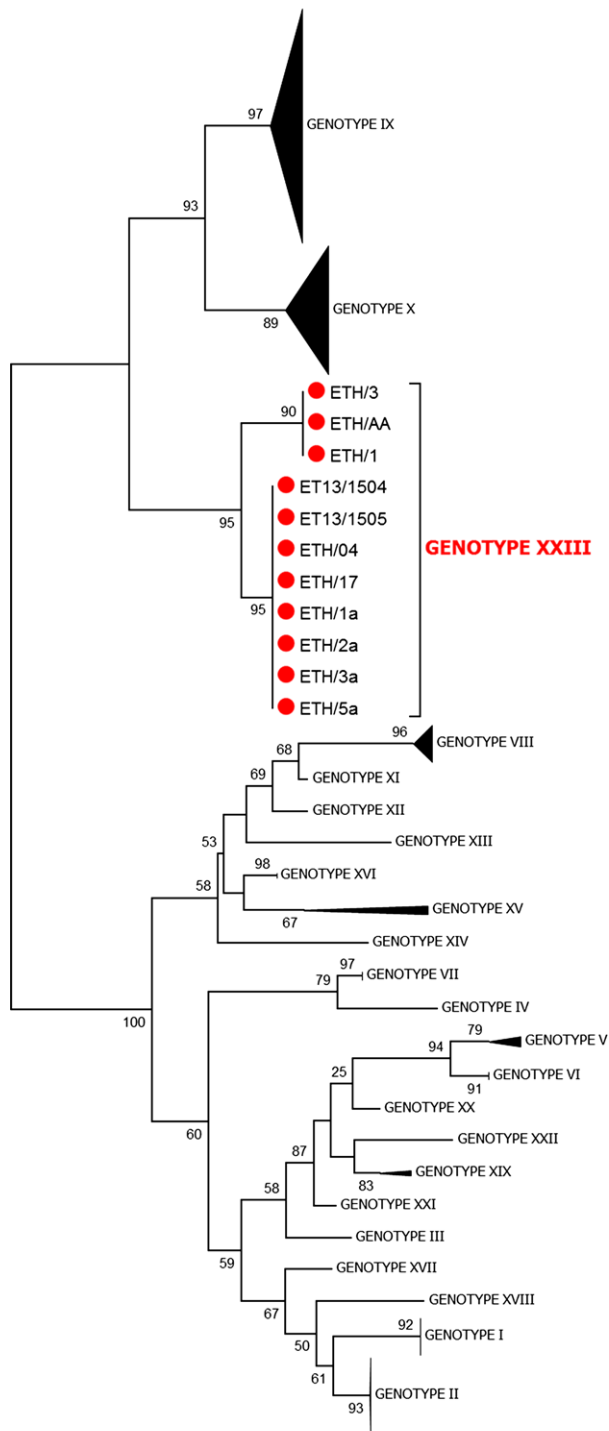 97
GENOTYPE IX
93
GENOTYPE X
89
ETH/3
90
ETH/AA
ETH/1
ET13/1504
ET13/1505
95
ETH/04
GENOTYPE XXIII
ETH/17
95
ETH/1a
ETH/2a
ETH/3a
ETH/5a
96
GENOTYPE VIII
68
GENOTYPE XI
69
GENOTYPE XII
GENOTYPE XIII
53
98
GENOTYPE XVI
58
GENOTYPE XV
67
GENOTYPE XIV
97
GENOTYPE VII
79
GENOTYPE IV
100
79
GENOTYPE V
94
GENOTYPE VI
91
25
GENOTYPE XX
60
GENOTYPE XXII
87
GENOTYPE XIX
83
58
GENOTYPE XXI
GENOTYPE III
59
GENOTYPE XVII
67
GENOTYPE XVIII
92
GENOTYPE I
50
61
GENOTYPE II
93